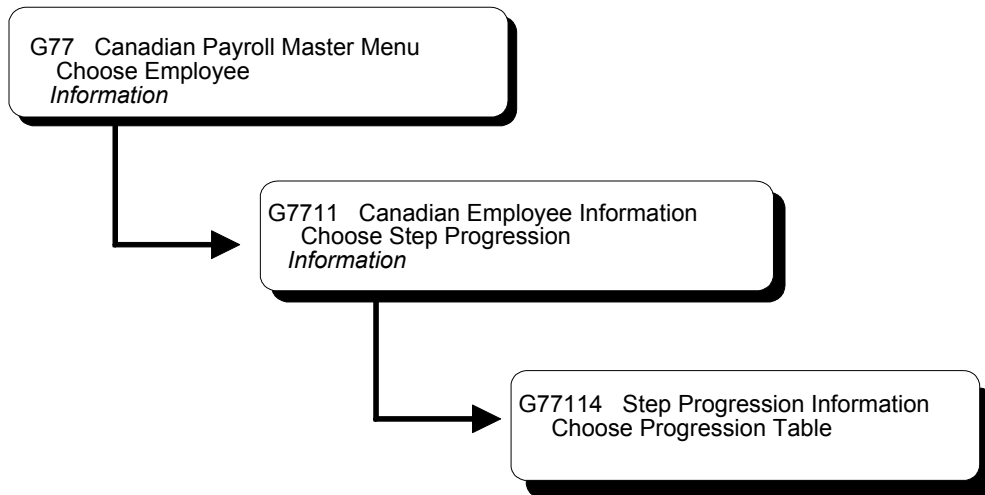 G77 Canadian Payroll Master Menu
Choose Employee
Information
G7711 Canadian Employee Information
Choose Step Progression
Information
G77114 Step Progression Information
Choose Progression Table